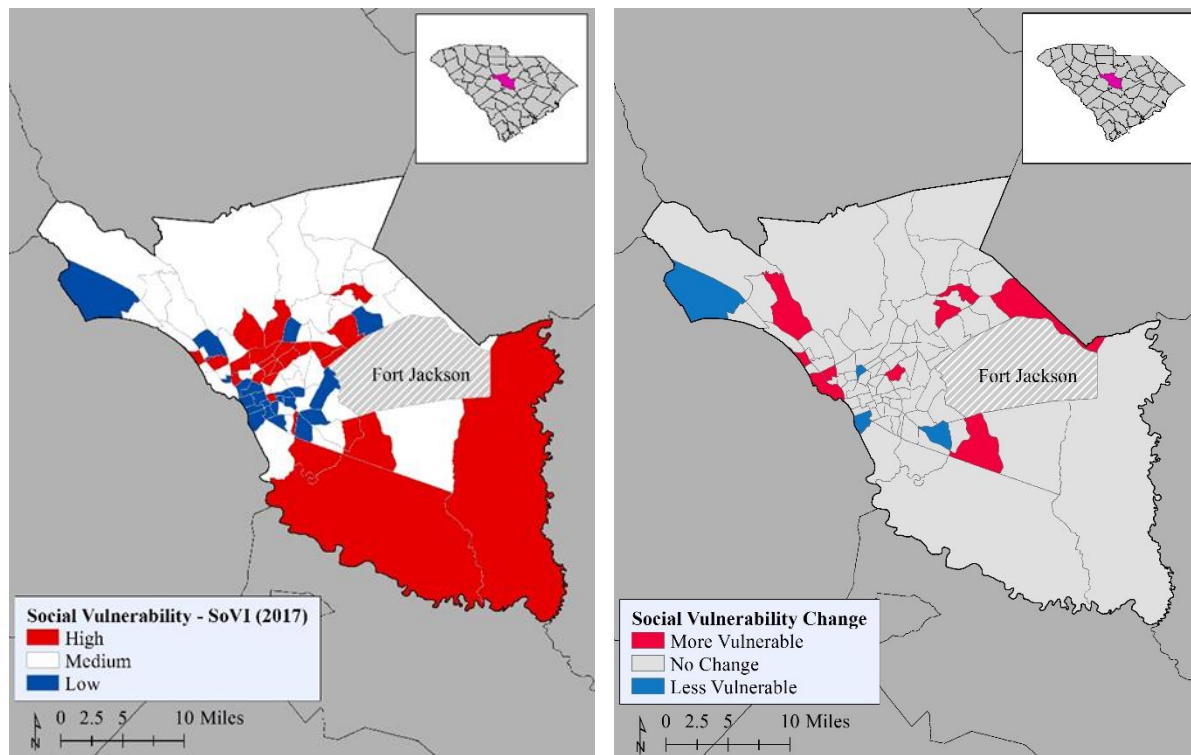 Fort Jackson
Social Vulnerability - SoVI (2017)
High
Medium
Low
N
0 2.5 5 10 Miles
Fort Jackson
Social Vulnerability Change
More Vulnerable
No Change
Less Vulnerable
N
0 2.5 5 10 Miles